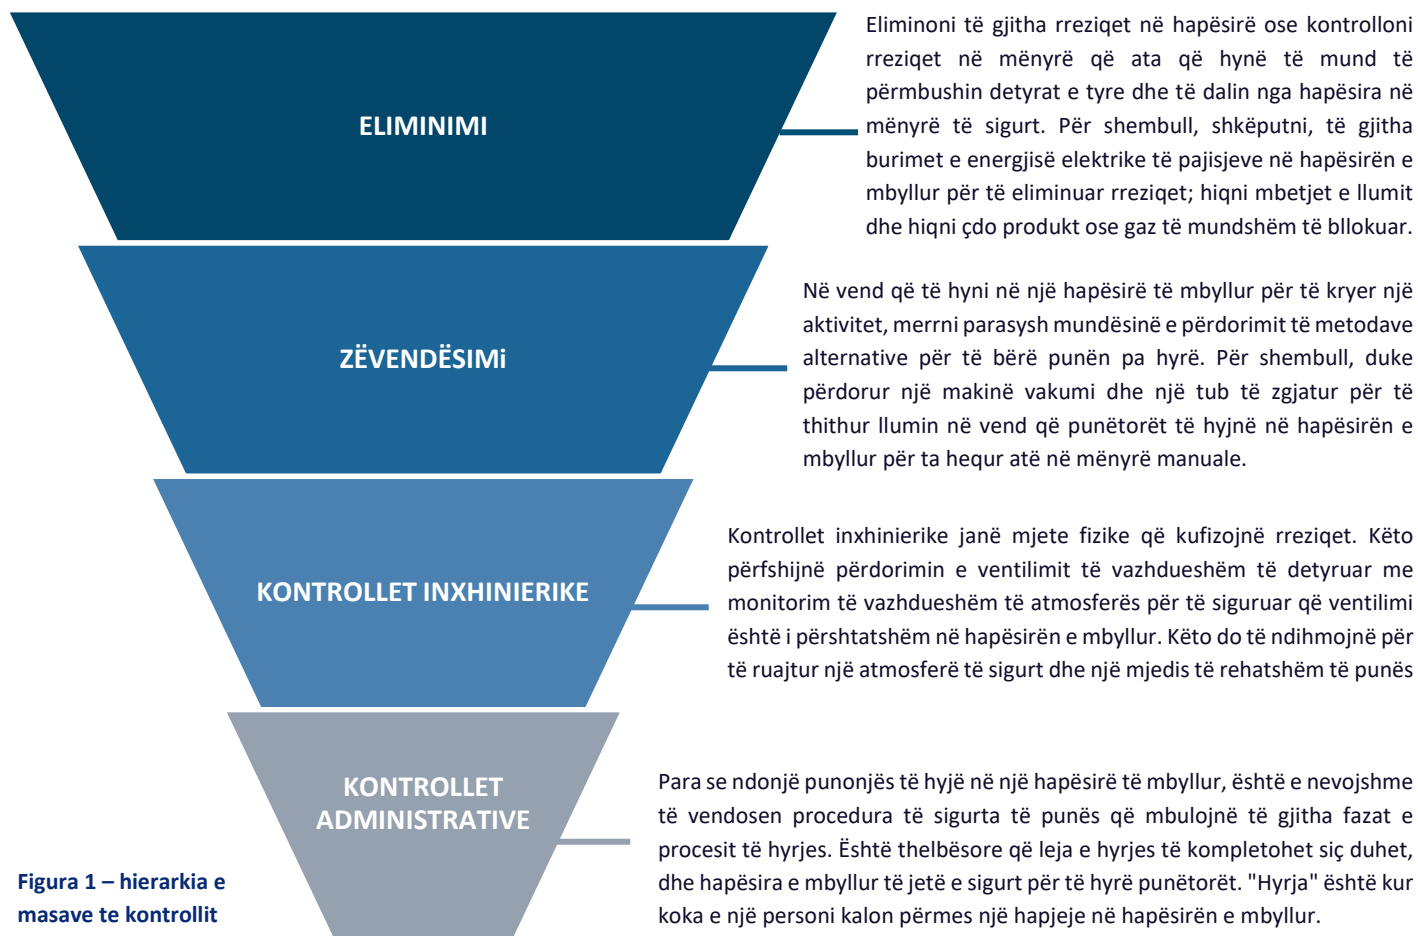 ELIMINIMI
Eliminoni të gjitha rreziqet në hapësirë ose kontrolloni
rreziqet në mënyrë që ata që hynë të mund të
përmbushin detyrat e tyre dhe të dalin nga hapësira në
mënyrë të sigurt. Për shembull, shkëputni, të gjitha
burimet e energjisë elektrike të pajisjeve në hapësirën e
mbyllur për të eliminuar rreziqet; hiqni mbetjet e llumit
dhe hiqni çdo produkt ose gaz të mundshëm të bllokuar.
ZËVENDËSIMi
Në vend që të hyni në një hapësirë të mbyllur për të kryer një
aktivitet, merrni parasysh mundësinë e përdorimit të metodave
alternative për të bërë punën pa hyrë. Për shembull, duke
përdorur një makinë vakumi dhe një tub të zgjatur për të
thithur llumin në vend që punëtorët të hyjnë në hapësirën e
mbyllur për ta hequr atë në mënyrë manuale.
KONTROLLET INXHINIERIKE
Kontrollet inxhinierike janë mjete fizike që kufizojnë rreziqet. Këto
përfshijnë përdorimin e ventilimit të vazhdueshëm të detyruar me
monitorim të vazhdueshëm të atmosferës për të siguruar që ventilimi
është i përshtatshëm në hapësirën e mbyllur. Këto do të ndihmojnë për
të ruajtur një atmosferë të sigurt dhe një mjedis të rehatshëm të punës
KONTROLLET
ADMINISTRATIVE
Para se ndonjë punonjës të hyjë në një hapësirë të mbyllur, është e nevojshme
të vendosen procedura të sigurta të punës që mbulojnë të gjitha fazat e
procesit të hyrjes. Është thelbësore që leja e hyrjes të kompletohet siç duhet,
dhe hapësira e mbyllur të jetë e sigurt për të hyrë punëtorët. "Hyrja" është kur
koka e një personi kalon përmes një hapjeje në hapësirën e mbyllur.
Figura 1 – hierarkia e
masave te kontrollit